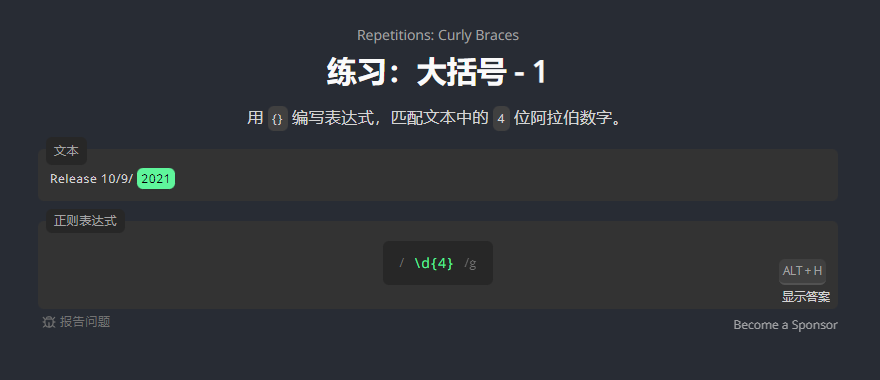 Repetitions: Curly Braces
练习：大括号 - 1
用 {} 编写表达式，匹配文本中的 4 位阿拉伯数字。
文本
Release 10/9/ 2021
正则表达式
/ \d{4} /g
ALT + H
显示答案
报告问题
Become a Sponsor